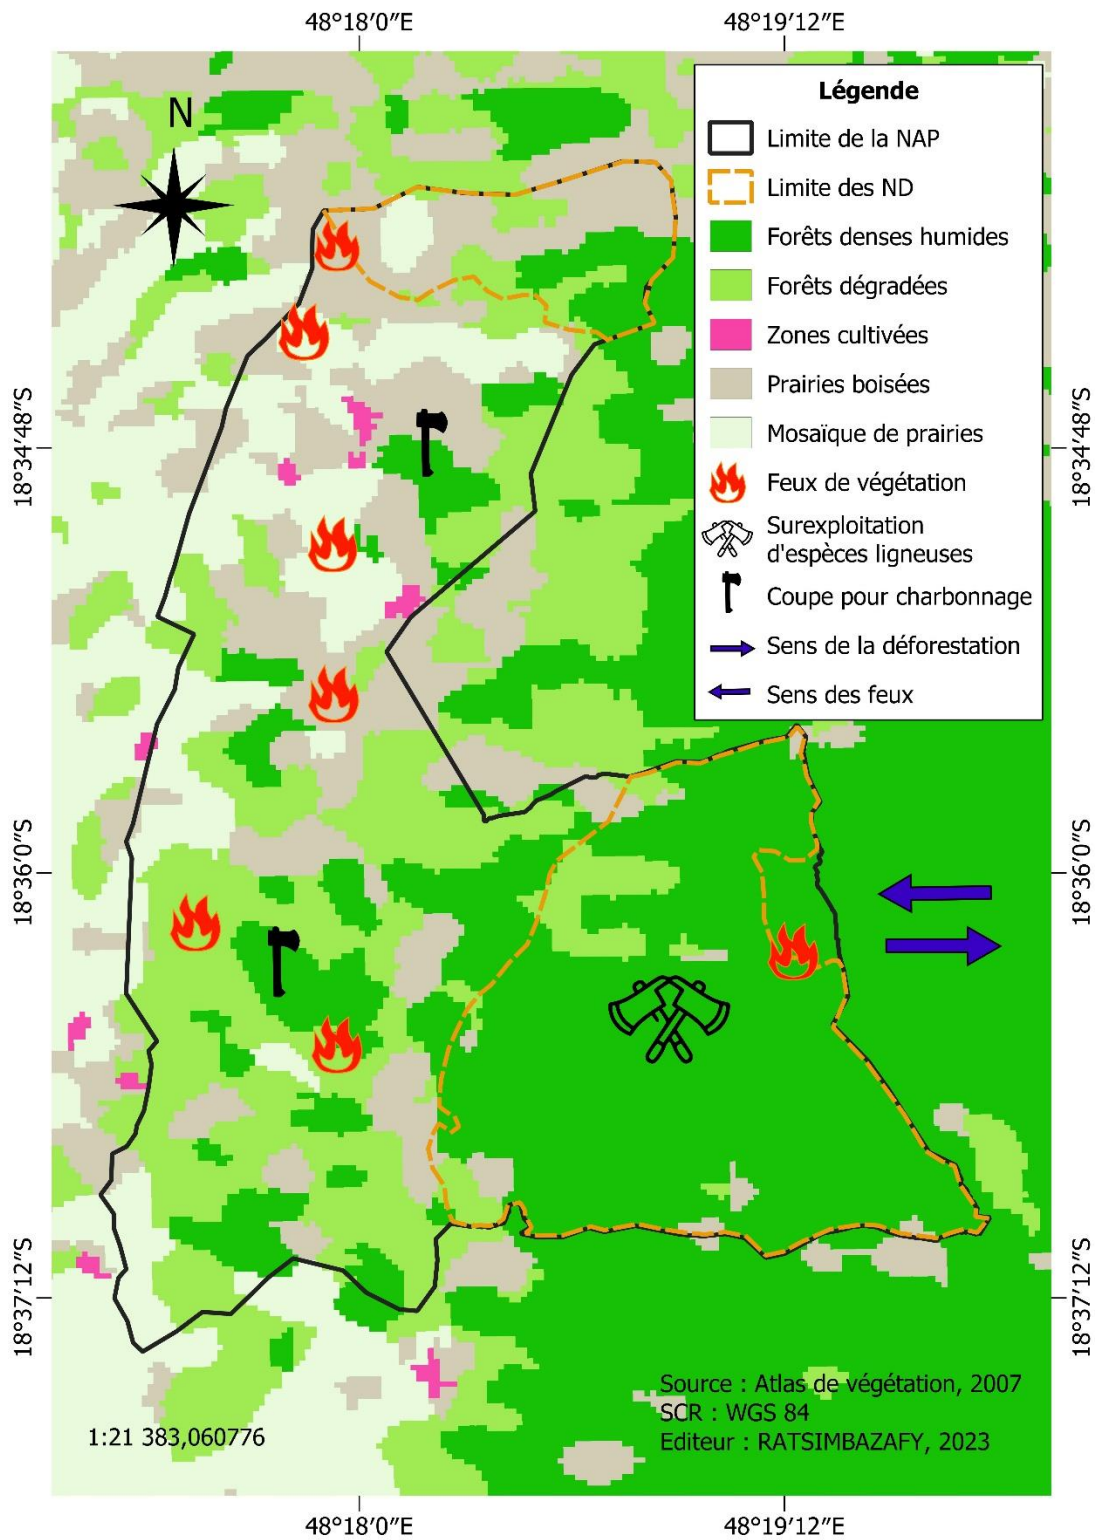 48°18′0″E
48°19′12″E
N
Légende
Limite de la NAP
Limite des ND
Forêts denses humides
Forêts dégradées
Zones cultivées
Prairies boisées
Mosaïque de prairies
Feux de végétation
Surexploitation
d'espèces ligneuses
Coupe pour charbonnage
Sens de la déforestation
Sens des feux
18°34′48″S
18°34′48″S
18°36′0″S
18°36′0″S
18°37′12″S
18°37′12″S
Source : Atlas de végétation, 2007
SCR : WGS 84
Editeur : RATSIMBAZAFY, 2023
1:21 383,060776
48°18′0″E
48°19′12″E